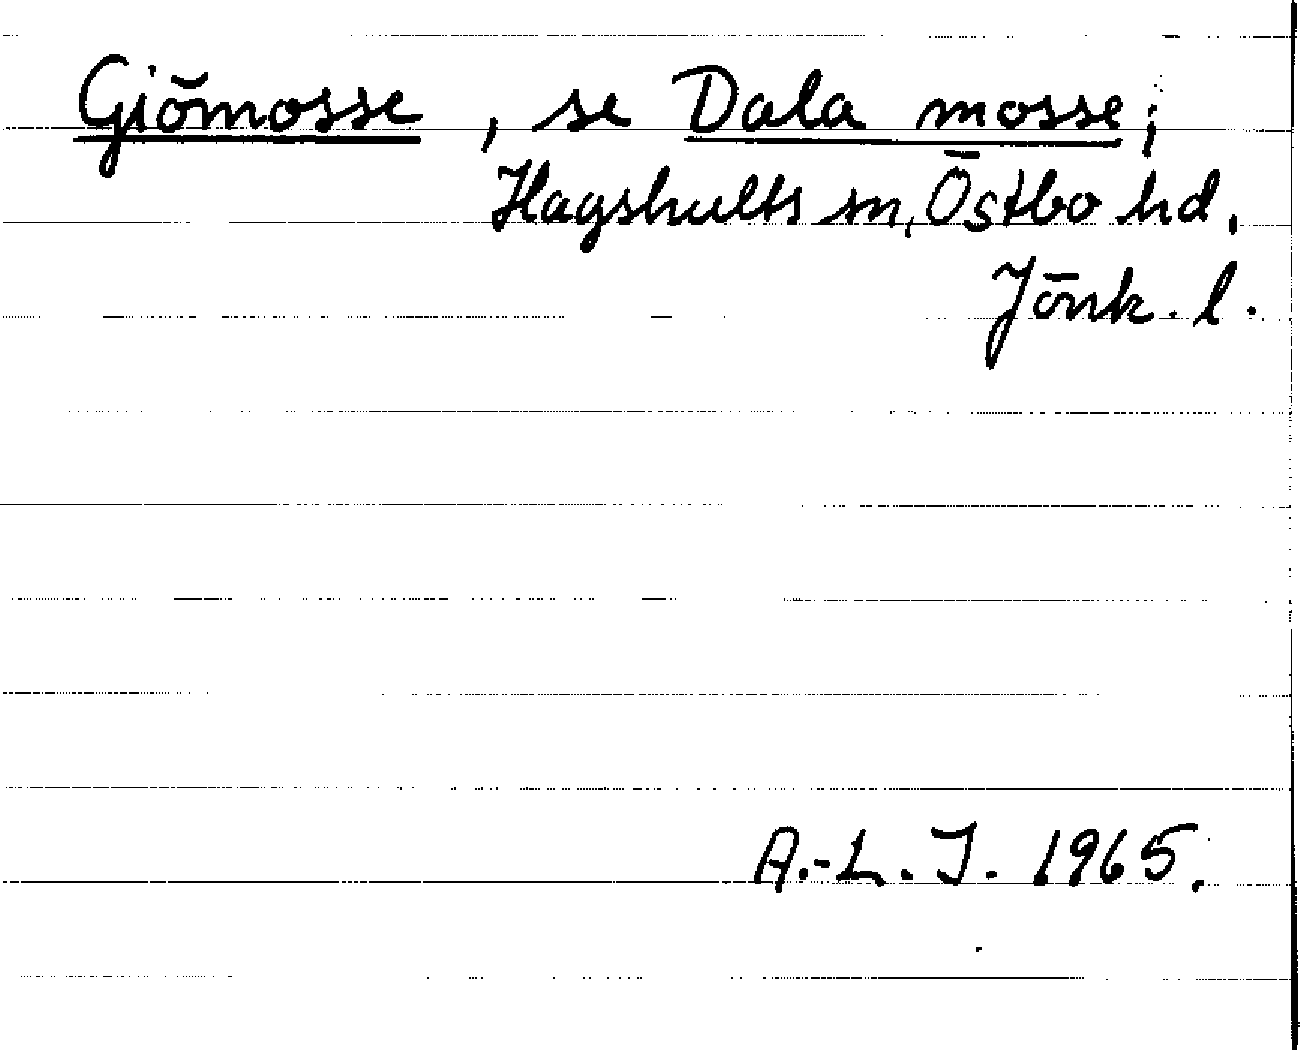 Giömosse, se Dala mosse;
Hagshults sn, Östbo hd.
Jönk. l.
A.-L. J. 1965.